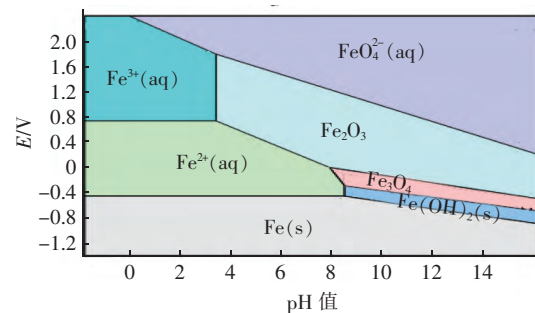 E/V
2.0
1.6
1.2
0.8
0.4
0
−0.4
−0.8
−1.2
FeO₄²⁻(aq)
Fe³⁺(aq)
Fe₂O₃
Fe²⁺(aq)
Fe₃O₄
Fe(OH)₂(s)
Fe(s)
0 2 4 6 8 10 12 14
pH 值